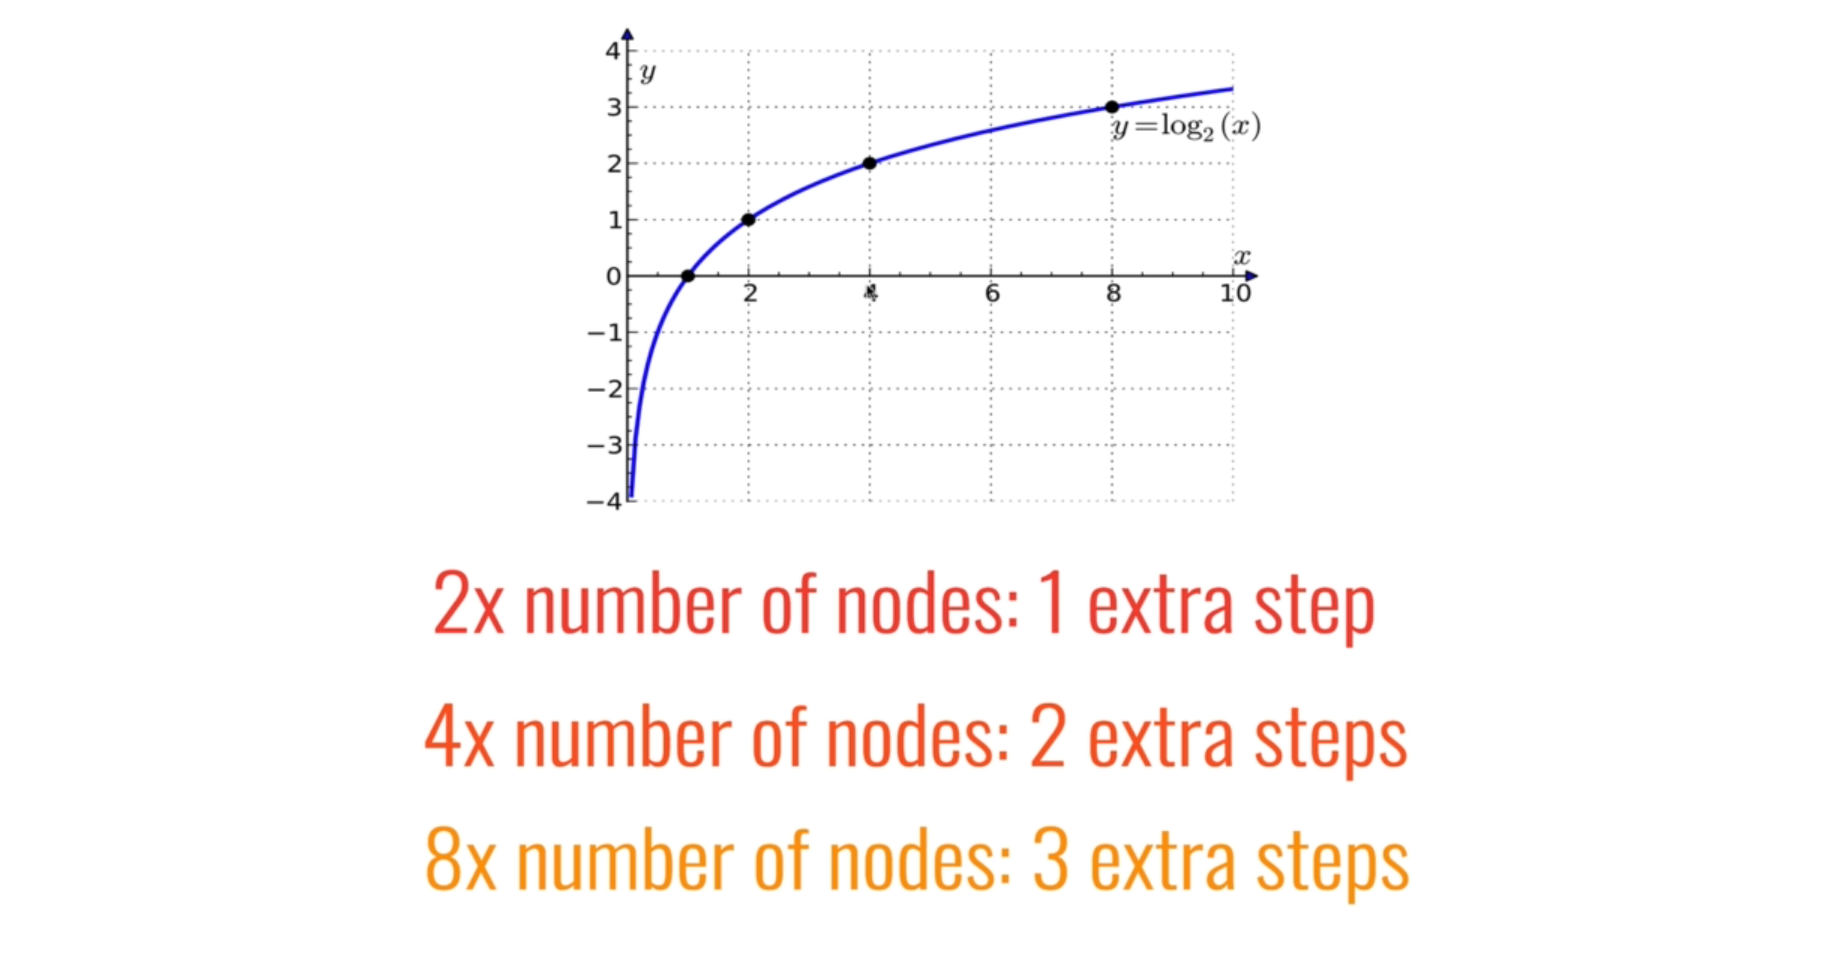 4
y
3
y=log₂(x)
2
1
x
0
2 4 6 8 10
−1
−2
−3
−4
2x number of nodes: 1 extra step
4x number of nodes: 2 extra steps
8x number of nodes: 3 extra steps